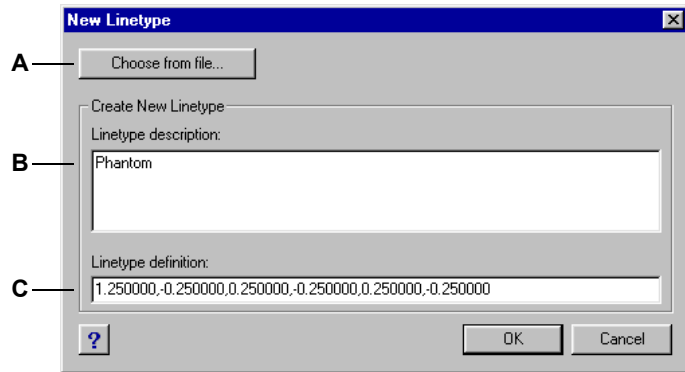 New Linetype
A
Choose from file...
Create New Linetype
Linetype description:
B
Phantom
Linetype definition:
C
1.250000,-0.250000,0.250000,-0.250000,0.250000,-0.250000
?
OK
Cancel